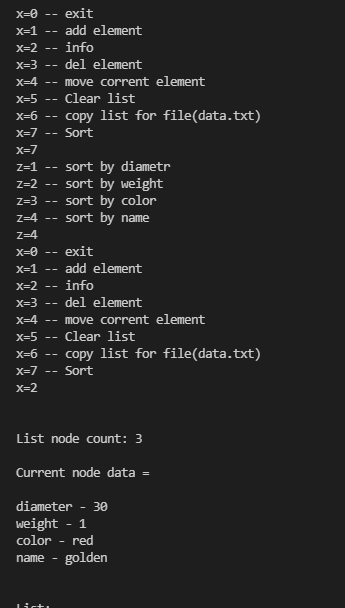 x=0 -- exit
x=1 -- add element
x=2 -- info
x=3 -- del element
x=4 -- move corrent element
x=5 -- Clear list
x=6 -- copy list for file(data.txt)
x=7 -- Sort
x=7
z=1 -- sort by diametr
z=2 -- sort by weight
z=3 -- sort by color
z=4 -- sort by name
z=4
x=0 -- exit
x=1 -- add element
x=2 -- info
x=3 -- del element
x=4 -- move corrent element
x=5 -- Clear list
x=6 -- copy list for file(data.txt)
x=7 -- Sort
x=2
List node count: 3
Current node data =
diameter - 30
weight - 1
color - red
name - golden
List: